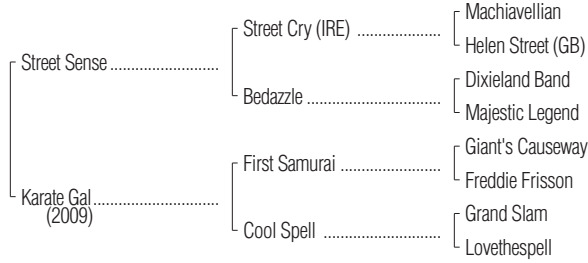 Machiavellian
Street Cry (IRE) ..................
Helen Street (GB)
Street Sense ........................
Dixieland Band
Bedazzle .............................
Majestic Legend
Giant's Causeway
First Samurai ......................
Freddie Frisson
Karate Gal ...........................
(2009)
Grand Slam
Cool Spell .........................
Lovethespell